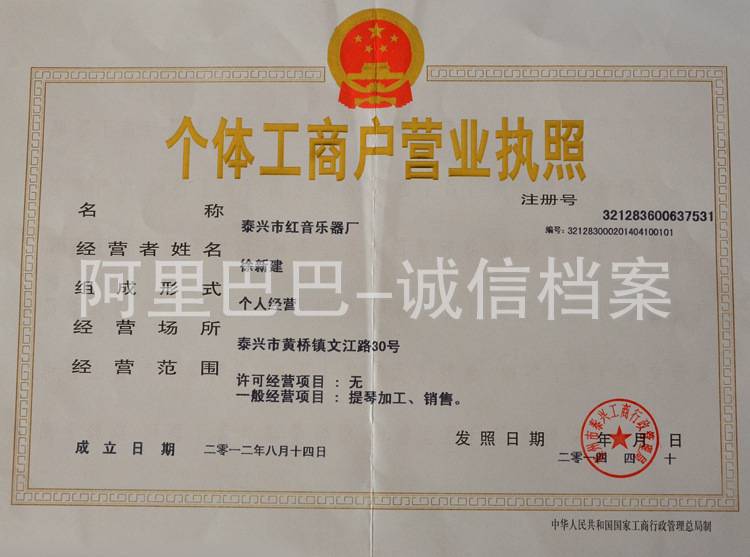 个体工商户营业执照
注册号 321283600637531
编号：321283000201404100101
名称 泰兴市红音乐器厂
经营者姓名 徐新建
组成形式 个人经营
经营场所 泰兴市黄桥镇文江路30号
经营范围 许可经营项目 ：无
一般经营项目 ：提琴加工、销售。
阿里巴巴-诚信档案
成立日期 二零一二年八月十四日
发照日期 二零一四年四月十日
中华人民共和国国家工商行政管理总局制